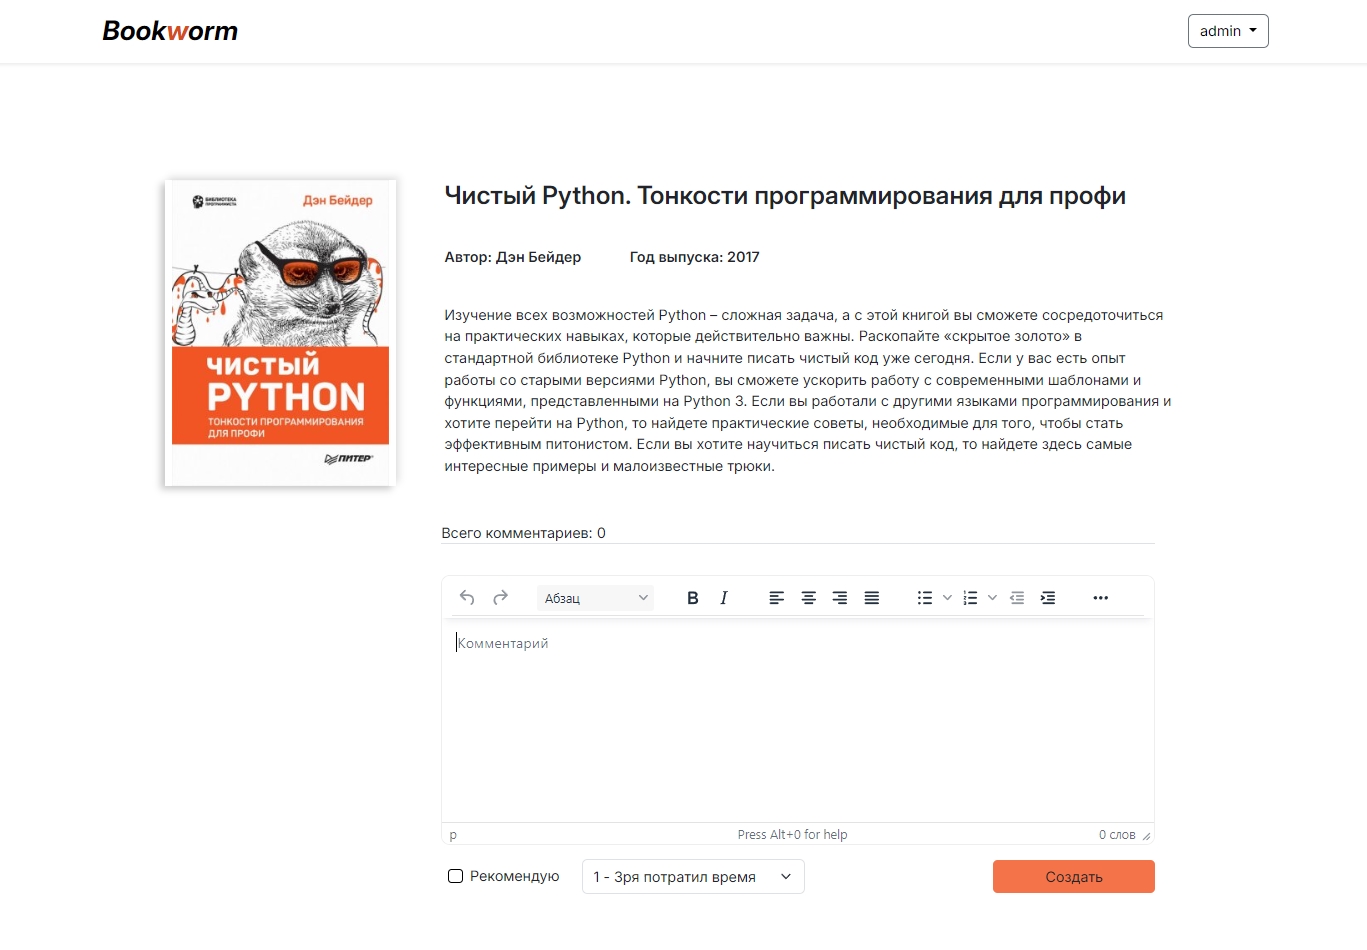 Bookworm
admin
БИБЛИОТЕКА
ПРОГРАММИСТА
Дэн Бейдер
ЧИСТЫЙ
PYTHON
ТОНКОСТИ ПРОГРАММИРОВАНИЯ
ДЛЯ ПРОФИ
ПИТЕР
Чистый Python. Тонкости программирования для профи
Автор: Дэн Бейдер Год выпуска: 2017
Изучение всех возможностей Python – сложная задача, а с этой книгой вы сможете сосредоточиться
на практических навыках, которые действительно важны. Раскопайте «скрытое золото» в
стандартной библиотеке Python и начните писать чистый код уже сегодня. Если у вас есть опыт
работы со старыми версиями Python, вы сможете ускорить работу с современными шаблонами и
функциями, представленными на Python 3. Если вы работали с другими языками программирования и
хотите перейти на Python, то найдете практические советы, необходимые для того, чтобы стать
эффективным питонистом. Если вы хотите научиться писать чистый код, то найдете здесь самые
интересные примеры и малоизвестные трюки.
Всего комментариев: 0
Абзац B I
Комментарий
p Press Alt+0 for help 0 слов
Рекомендую 1 - Зря потратил время Создать